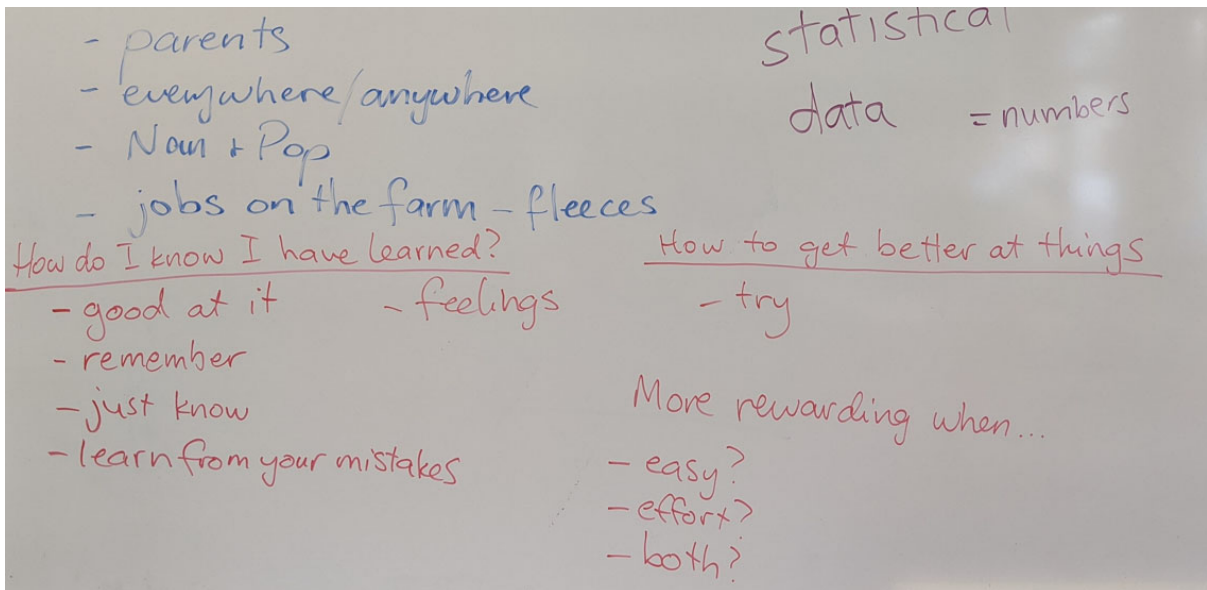 - parents
- everywhere/anywhere
- Nan + Pop
- jobs on the farm - fleeces
statistical
data = numbers
How do I know I have learned?
- good at it - feelings
- remember
- just know
- learn from your mistakes
How to get better at things
- try
More rewarding when...
- easy?
- effort?
- both?